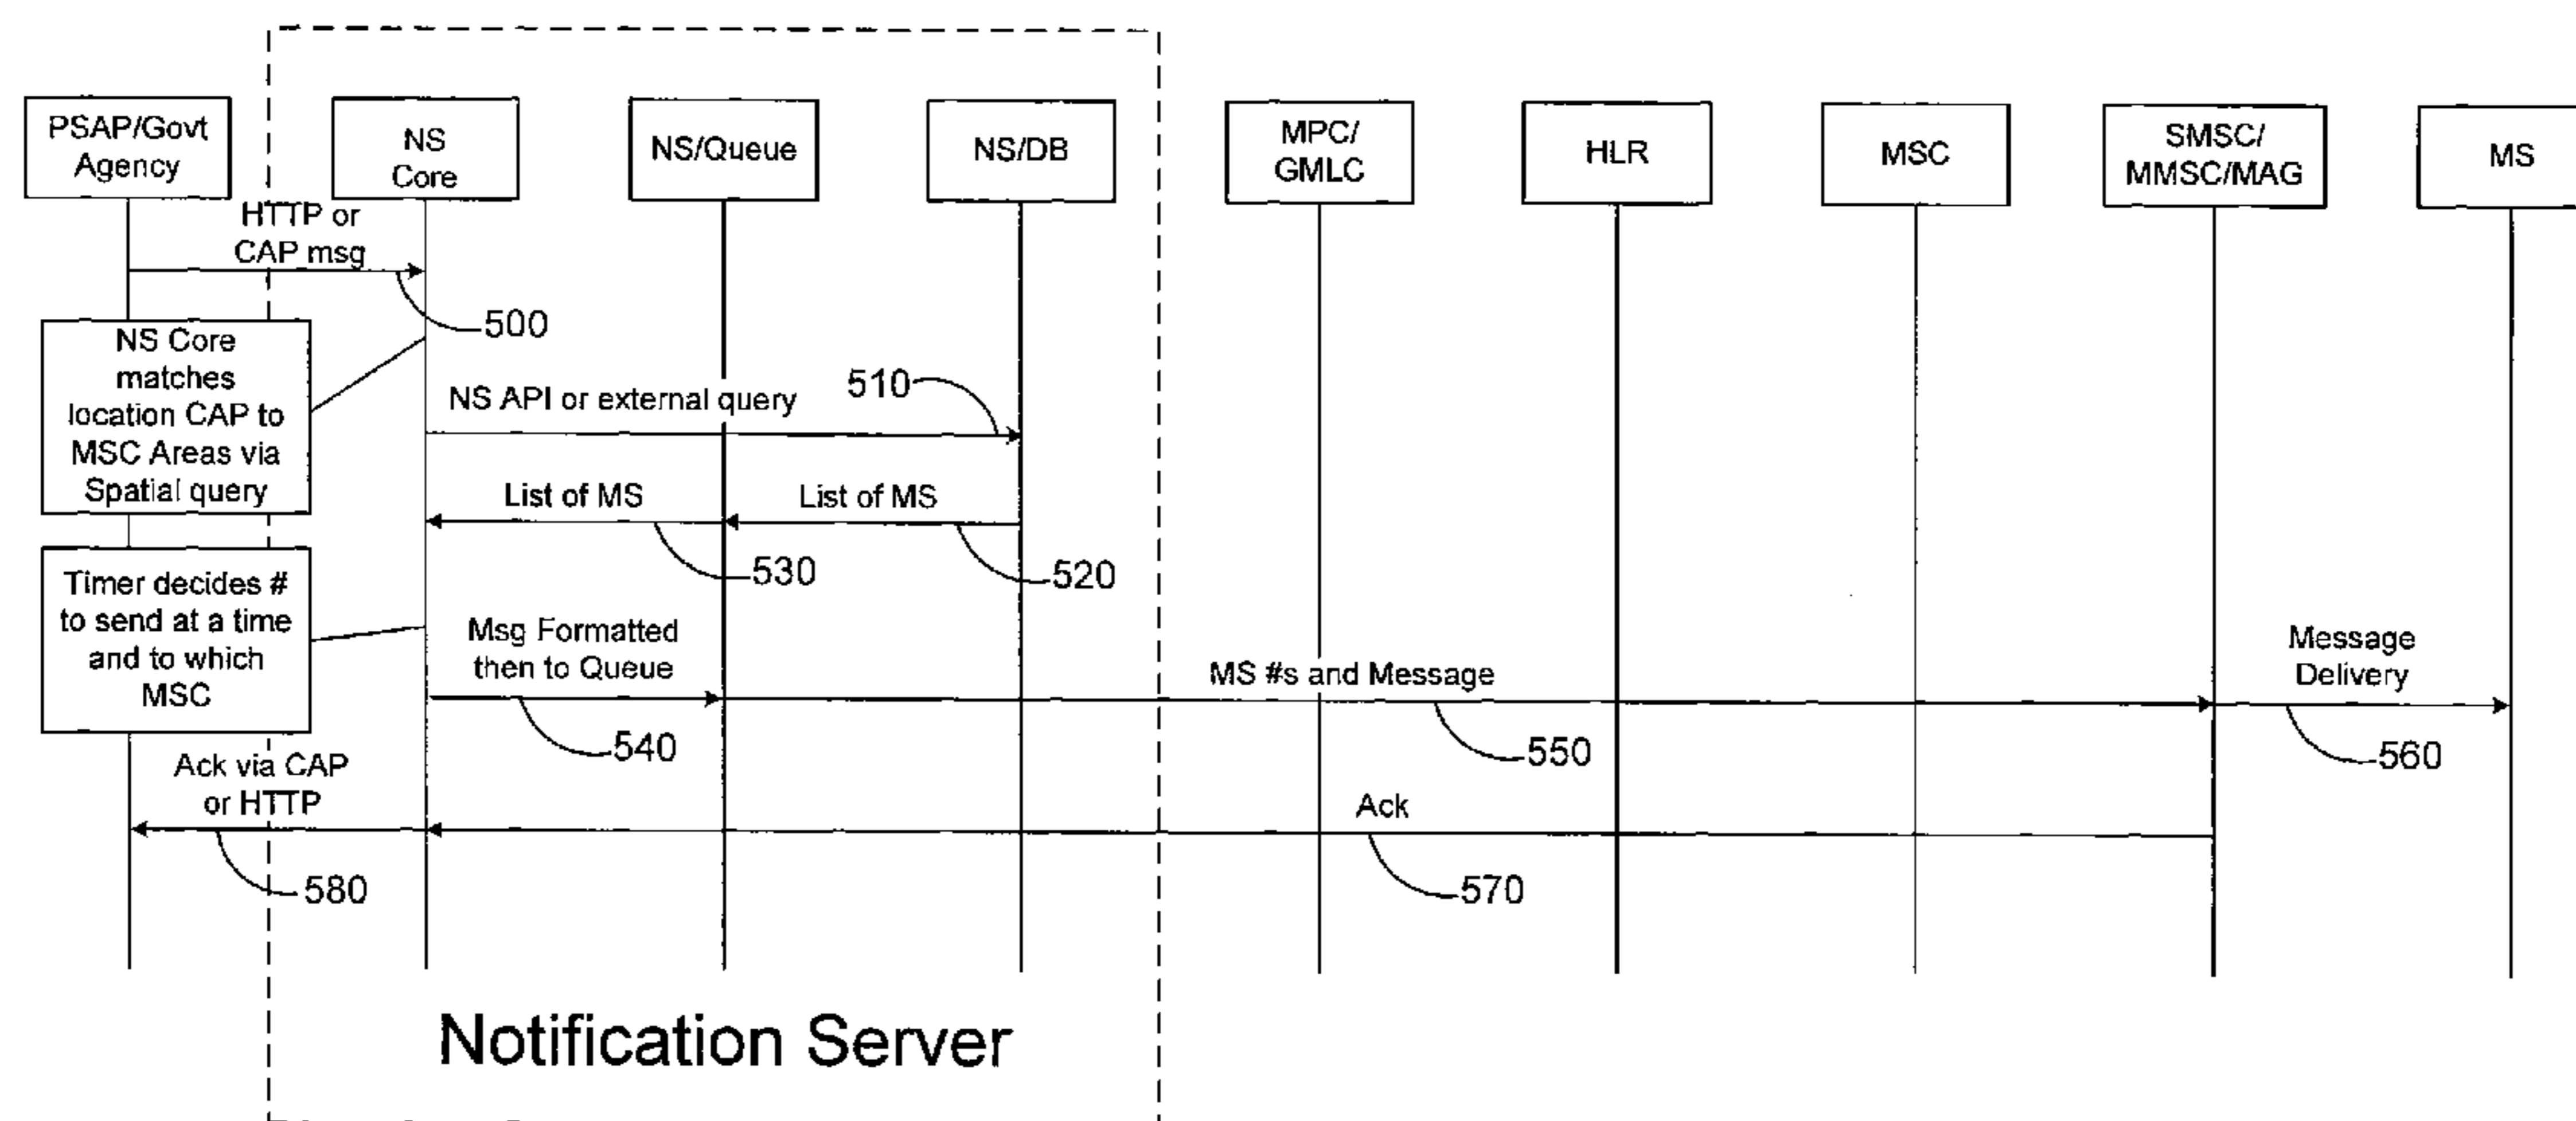 PSAP/Govt
Agency
NS
Core
NS/Queue
NS/DB
MPC/
GMLC
HLR
MSC
SMSC/
MMSC/MAG
MS
HTTP or
CAP msg
500
NS Core
matches
location CAP to
MSC Areas via
Spatial query
NS API or external query
510
List of MS
List of MS
530
520
Timer decides #
to send at a time
and to which
MSC
Msg Formatted
then to Queue
MS #s and Message
Message
Delivery
540
550
560
Ack via CAP
or HTTP
Ack
580
570
Notification Server